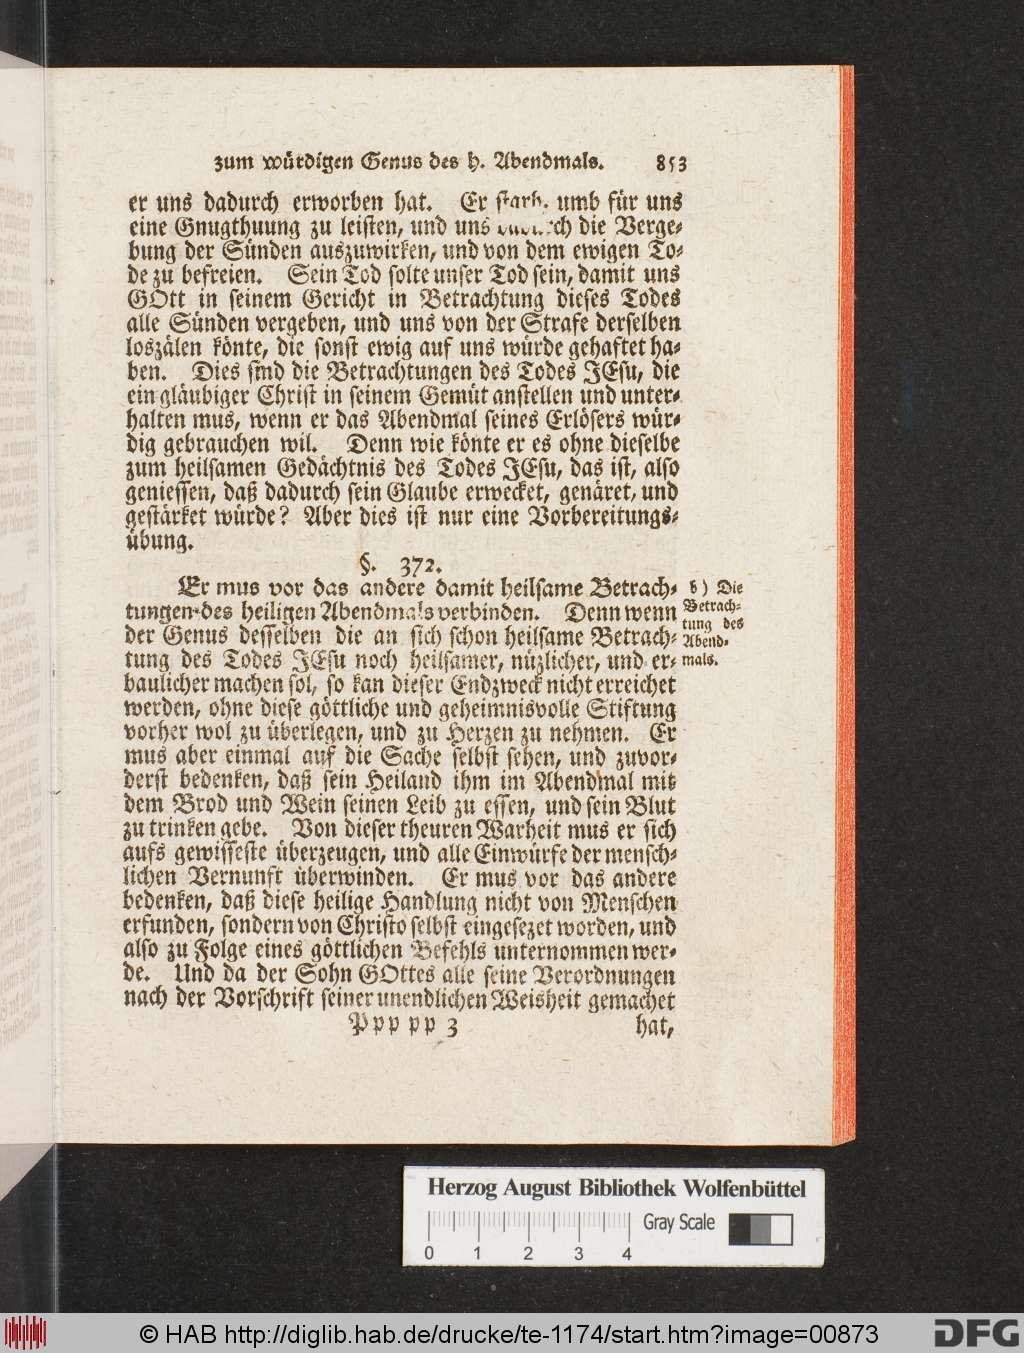 zum würdigen Genus des h. Abendmals. 853
er uns dadurch erworben hat. Er starb, umb für uns
eine Gnugthuung zu leisten, und uns die Verge-
bung der Sünden auszuwirken, und von dem ewigen To-
de zu befreien. Sein Tod solte unser Tod sein, damit uns
GOtt in seinem Gericht in Betrachtung dieses Todes
alle Sünden vergeben, und uns von der Strafe derselben
loszälen könte, die sonst ewig auf uns würde gehaftet ha-
ben. Dies sind die Betrachtungen des Todes JEsu, die
ein gläubiger Christ in seinem Gemüt anstellen und unter-
halten mus, wenn er das Abendmal seines Erlösers wür-
dig gebrauchen wil. Denn wie könte er es ohne dieselbe
zum heilsamen Gedächtnis des Todes JEsu, das ist, also
geniessen, daß dadurch sein Glaube erwecket, genäret, und
gestärket würde? Aber dies ist nur eine Vorbereitungs-
übung.
§. 372.
Er mus vor das andere damit heilsame Betrach-
tungen des heiligen Abendmals verbinden. Denn wenn
der Genus desselben die an sich schon heilsame Betrach-
tung des Todes JEsu noch heilsamer, nüzlicher, und er-
baulicher machen sol, so kan dieser Endzweck nicht erreichet
werden, ohne diese göttliche und geheimnisvolle Stiftung
vorher wol zu überlegen, und zu Herzen zu nehmen. Er
mus aber einmal auf die Sache selbst sehen, und zuvor-
derst bedenken, daß sein Heiland ihm im Abendmal mit
dem Brod und Wein seinen Leib zu essen, und sein Blut
zu trinken gebe. Von dieser theuren Warheit mus er sich
aufs gewisseste überzeugen, und alle Einwürfe der mensch-
lichen Vernunft überwinden. Er mus vor das andere
bedenken, daß diese heilige Handlung nicht von Menschen
erfunden, sondern von Christo selbst eingesezet worden, und
also zu Folge eines göttlichen Befehls unternommen wer-
de. Und da der Sohn GOttes alle seine Verordnungen
nach der Vorschrift seiner unendlichen Weisheit gemachet
Ppp pp 3 hat,
b) Die
Betrach-
tung des
Abend-
mals.
Herzog August Bibliothek Wolfenbüttel
Gray Scale
0 1 2 3 4
© HAB http://diglib.hab.de/drucke/te-1174/start.htm?image=00873
DFG